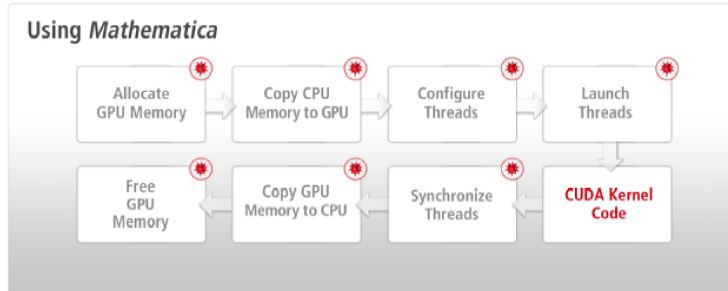 Using Mathematica
Allocate
GPU Memory
Copy CPU
Memory to GPU
Configure
Threads
Launch
Threads
Free
GPU
Memory
Copy GPU
Memory to CPU
Synchronize
Threads
CUDA Kernel
Code